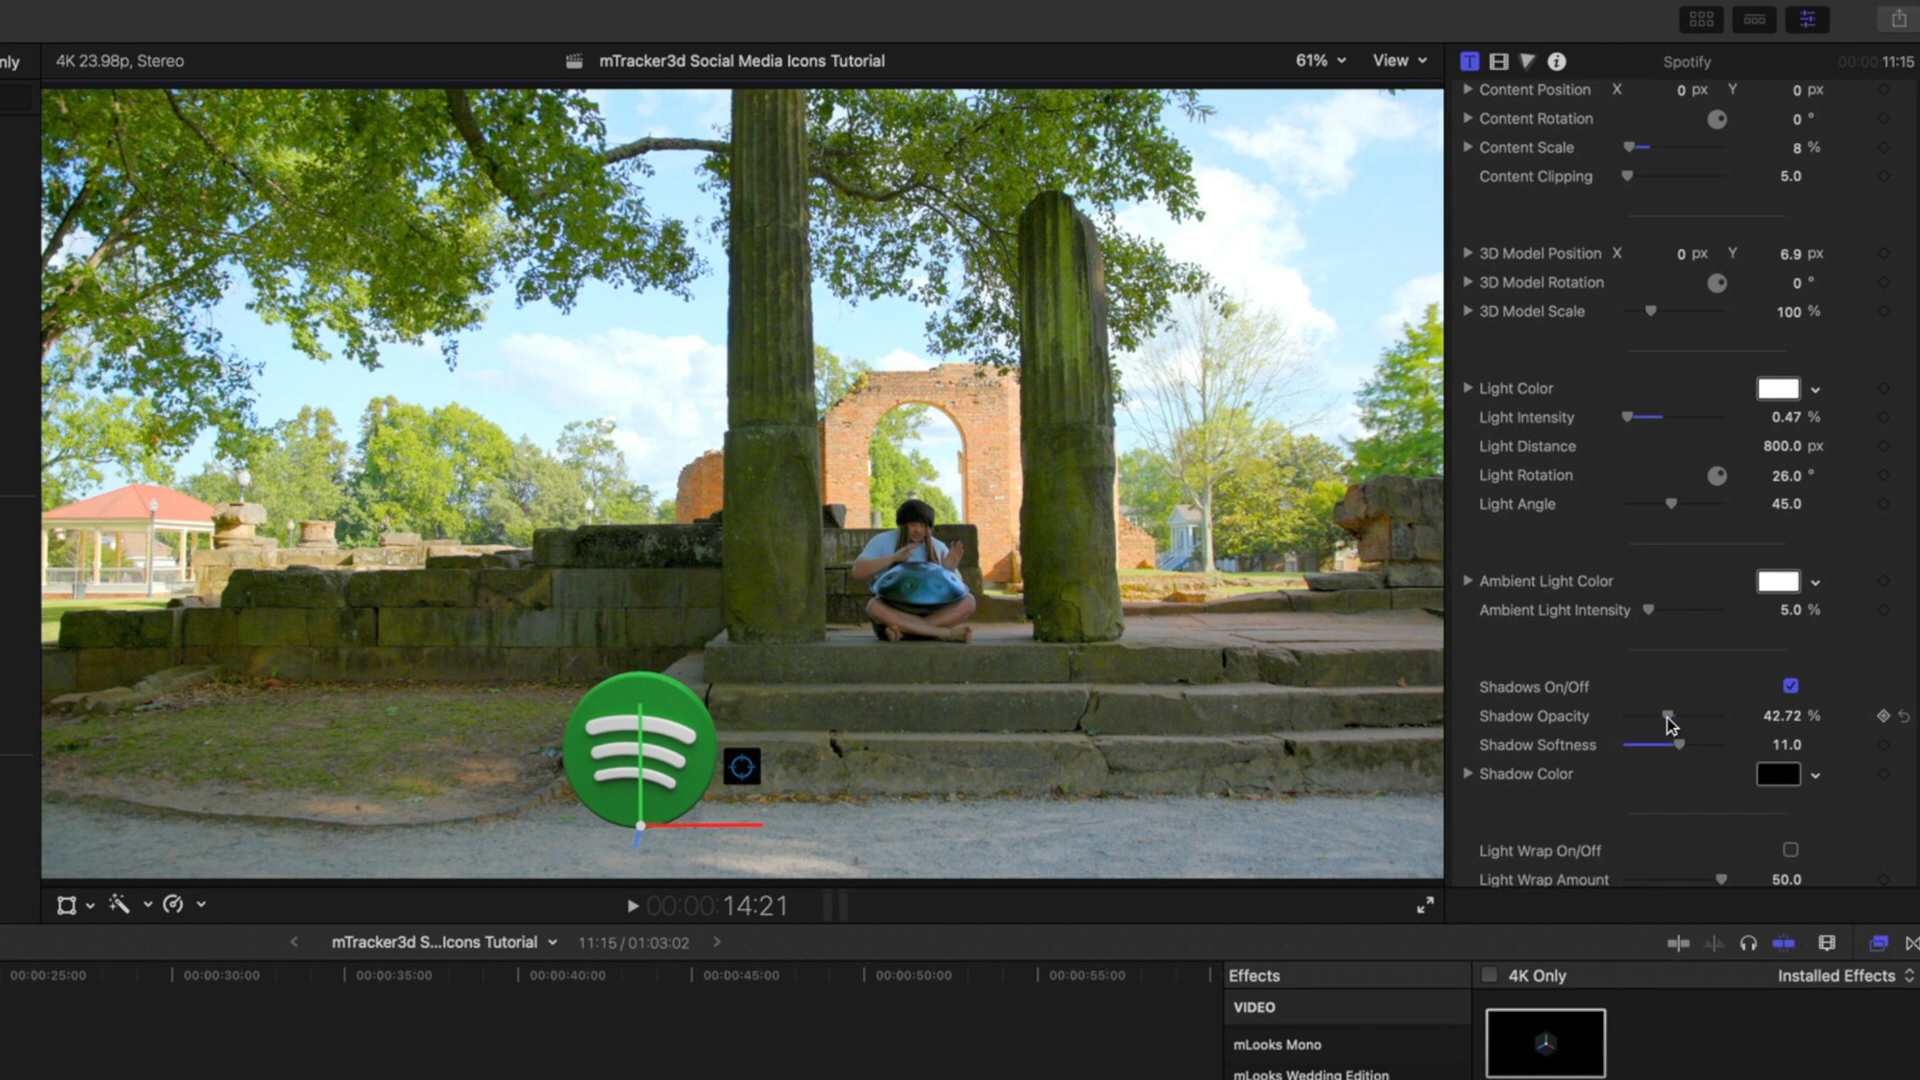 nly
4K 23.98p, Stereo
mTracker3d Social Media Icons Tutorial
61%
View
Spotify
00:00:11:15
Content Position X 0 px Y 0 px
Content Rotation 0 °
Content Scale 8 %
Content Clipping 5.0
3D Model Position X 0 px Y 6.9 px
3D Model Rotation 0 °
3D Model Scale 100 %
Light Color
Light Intensity 0.47 %
Light Distance 800.0 px
Light Rotation 26.0 °
Light Angle 45.0
Ambient Light Color
Ambient Light Intensity 5.0 %
Shadows On/Off
Shadow Opacity 42.72 %
Shadow Softness 11.0
Shadow Color
Light Wrap On/Off
Light Wrap Amount 50.0
00:00:14:21
mTracker3d S...Icons Tutorial
11:15 / 01:03:02
00:00:25:00
00:00:30:00
00:00:35:00
00:00:40:00
00:00:45:00
00:00:50:00
00:00:55:00
Effects
4K Only
Installed Effects
VIDEO
mLooks Mono
mLooks Wedding Edition